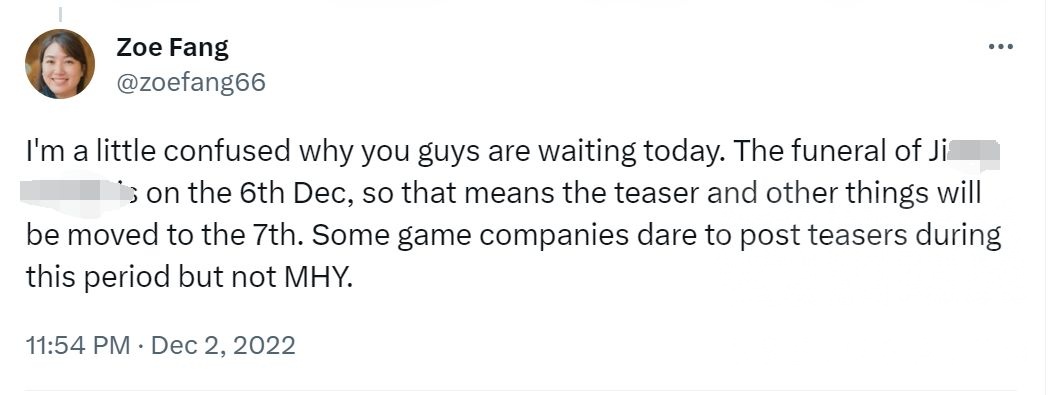 Zoe Fang
@zoefang66
I'm a little confused why you guys are waiting today. The funeral of Ji
is on the 6th Dec, so that means the teaser and other things will
be moved to the 7th. Some game companies dare to post teasers during
this period but not MHY.
11:54 PM · Dec 2, 2022